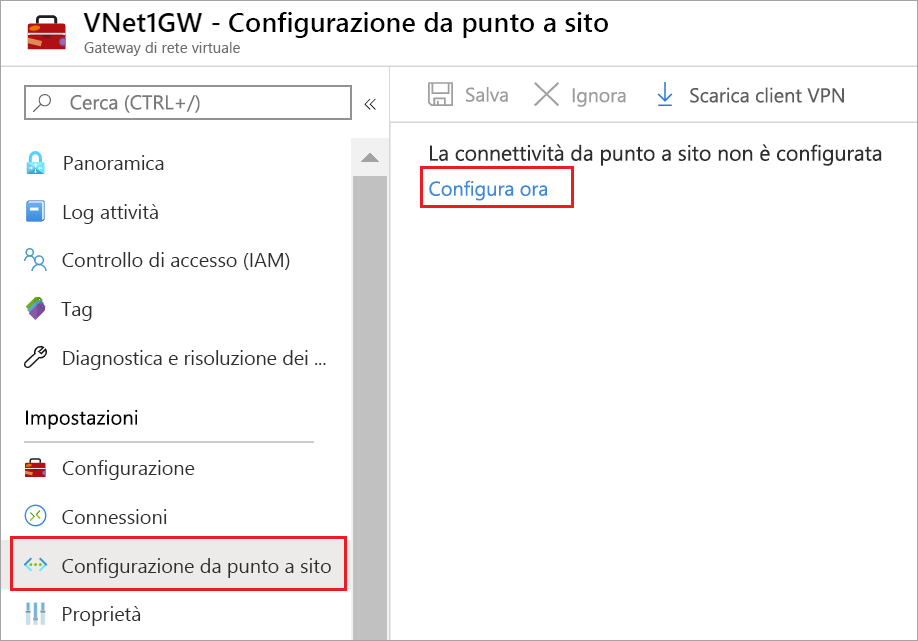 VNet1GW - Configurazione da punto a sito
Gateway di rete virtuale
Cerca (CTRL+/)
«
Panoramica
Log attività
Controllo di accesso (IAM)
Tag
Diagnostica e risoluzione dei ...
Impostazioni
Configurazione
Connessioni
Configurazione da punto a sito
Proprietà
Salva
Ignora
Scarica client VPN
La connettività da punto a sito non è configurata
Configura ora